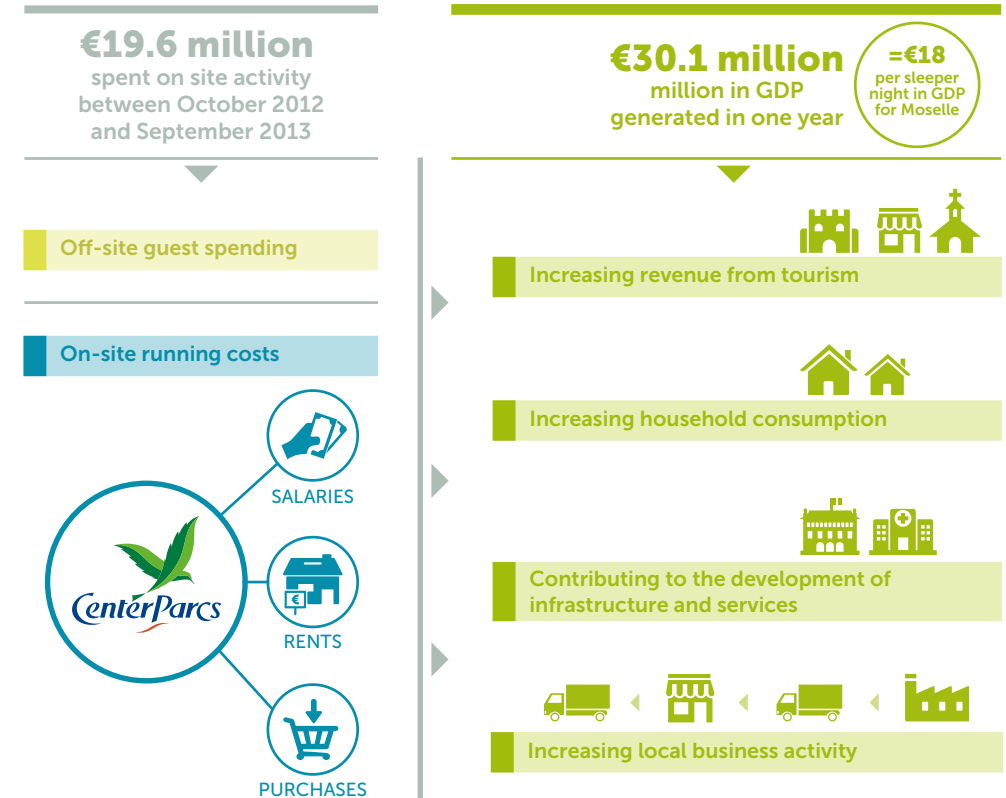 €19.6 million
spent on site activity
between October 2012
and September 2013
Off-site guest spending
On-site running costs
SALARIES
CenterParcs
€
RENTS
PURCHASES
€30.1 million
million in GDP
generated in one year
=€18
per sleeper
night in GDP
for Moselle
Increasing revenue from tourism
Increasing household consumption
Contributing to the development of
infrastructure and services
Increasing local business activity